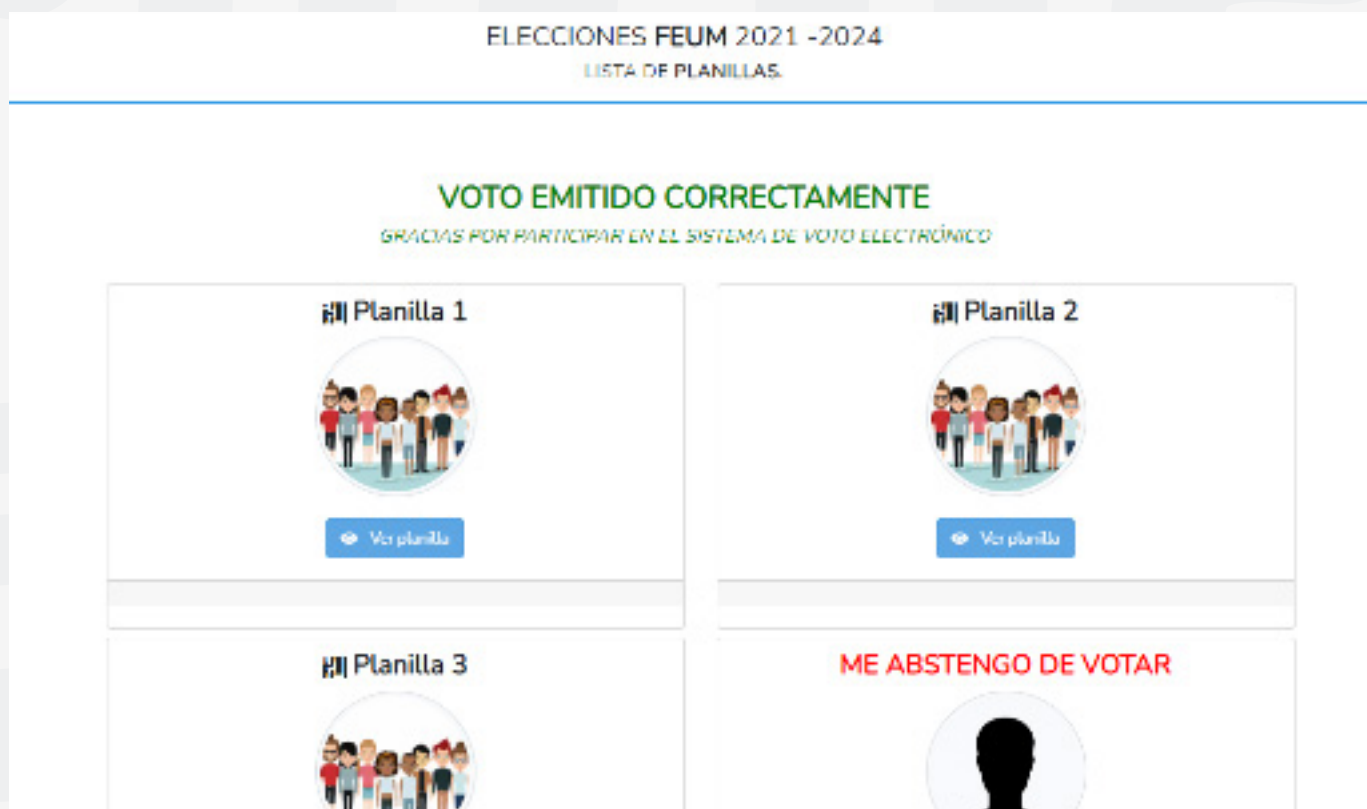 ELECCIONES FEUM 2021 -2024
LISTA DE PLANILLAS.
VOTO EMITIDO CORRECTAMENTE
GRACIAS POR PARTICIPAR EN EL SISTEMA DE VOTO ELECTRÓNICO
Planilla 1
Planilla 2
Ver planilla
Ver planilla
Planilla 3
ME ABSTENGO DE VOTAR